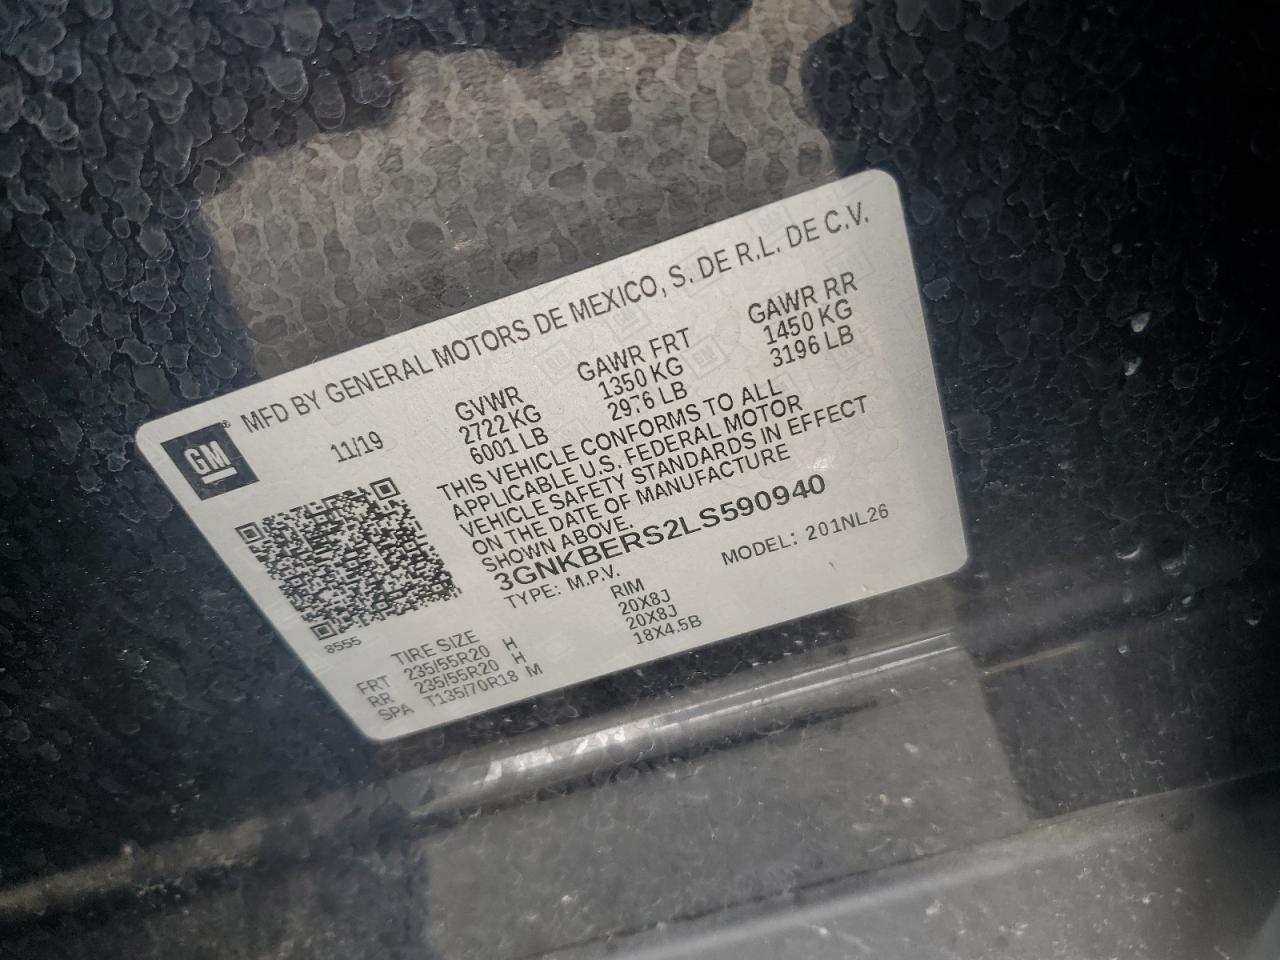 GM®
MFD BY GENERAL MOTORS DE MEXICO, S. DE R.L. DE C.V.
11/19
GVWR GAWR FRT GAWR RR
2722 KG 1350 KG 1450 KG
6001 LB 2976 LB 3196 LB
THIS VEHICLE CONFORMS TO ALL
APPLICABLE U.S. FEDERAL MOTOR
VEHICLE SAFETY STANDARDS IN EFFECT
ON THE DATE OF MANUFACTURE
SHOWN ABOVE.
3GNKBERS2LS590940
TYPE: M.P.V. MODEL: 201NL26
8555
TIRE SIZE RIM
FRT 235/55R20 H 20X8J
RR 235/55R20 H 20X8J
SPA T135/70R18 M 18X4.5B